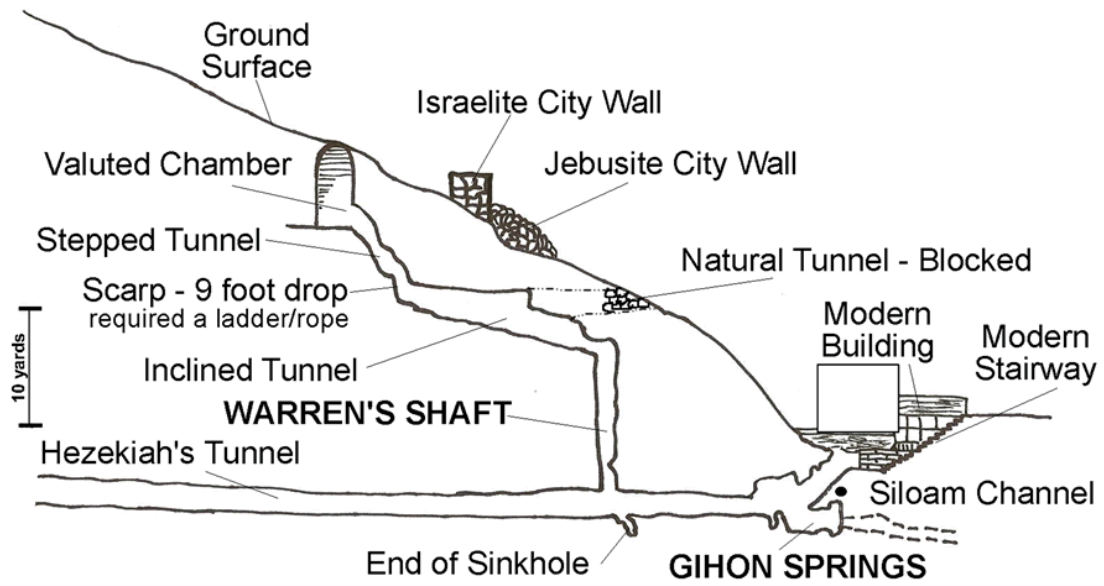 Ground
Surface
Israelite City Wall
Valuted Chamber
Jebusite City Wall
Stepped Tunnel
Natural Tunnel - Blocked
Scarp - 9 foot drop
required a ladder/rope
Modern
Building
Modern
Stairway
10 yards
Inclined Tunnel
WARREN'S SHAFT
Hezekiah's Tunnel
Siloam Channel
End of Sinkhole
GIHON SPRINGS